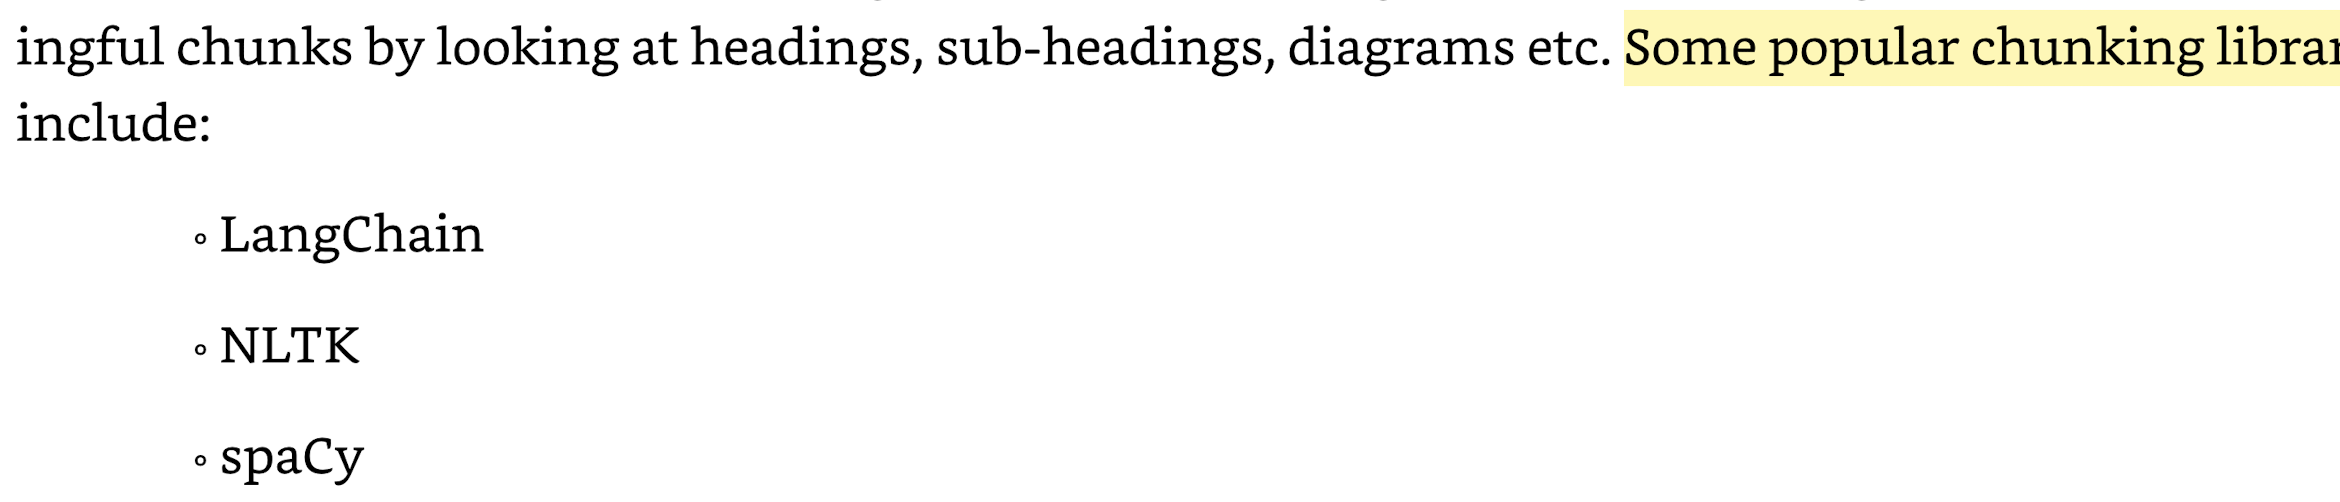 ingful chunks by looking at headings, sub-headings, diagrams etc. Some popular chunking librar
include:
◦ LangChain
◦ NLTK
◦ spaCy